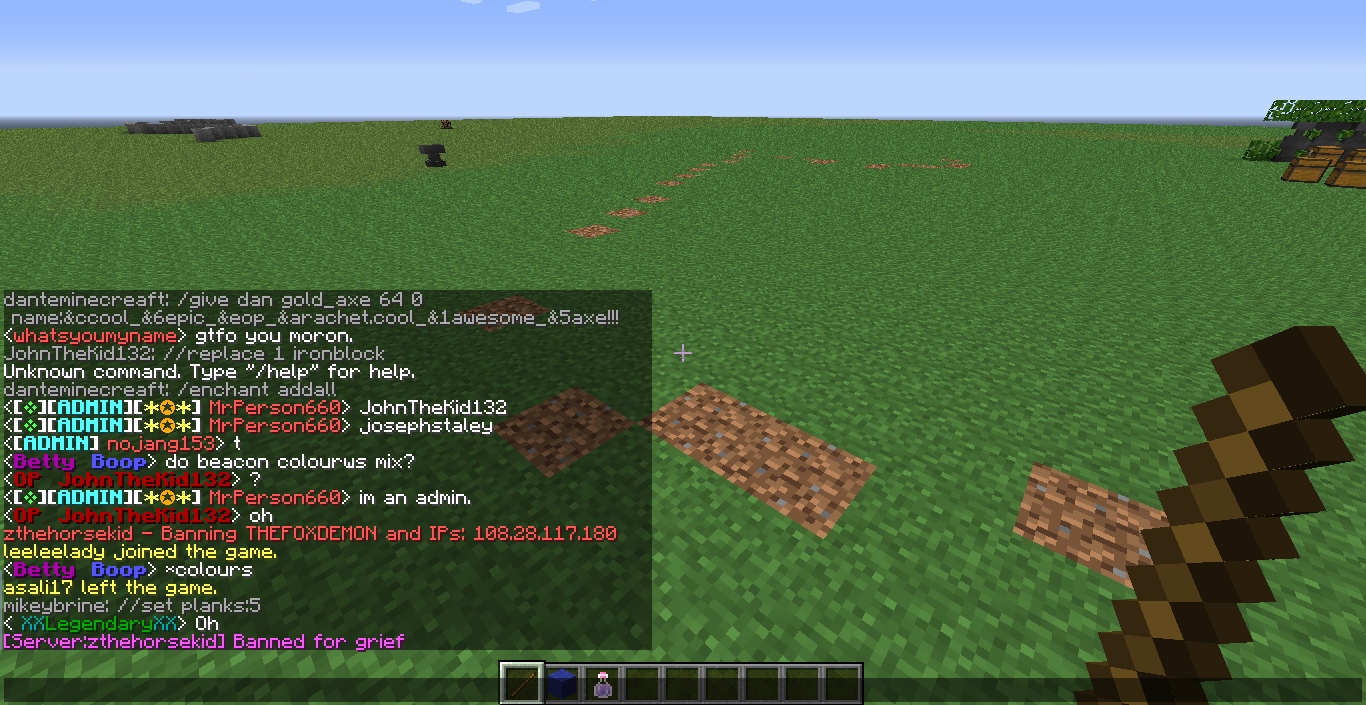 danteminecreaft: /give dan gold_axe 64 0
name:&ccool_&6epic_&eop_&arachet.cool_&1awesome_&5axe!!!
<whatsyoumyname> gtfo you moron.
JohnTheKid132: //replace 1 ironblock
Unknown command. Type "/help" for help.
danteminecreaft: /enchant addall
<[❖][ADMIN][*✪*] MrPerson660> JohnTheKid132
<[❖][ADMIN][*✪*] MrPerson660> josephstaley
<[ADMIN] nojang153> t
<Betty Boop> do beacon colourws mix?
<OP JohnTheKid132> ?
<[❖][ADMIN][*✪*] MrPerson660> im an admin.
<OP JohnTheKid132> oh
zthehorsekid - Banning THEFOXDEMON and IPs: 108.28.117.180
leeleelady joined the game.
<Betty Boop> *colours
asali17 left the game.
mikeybrine: //set planks:5
< XXLegendaryXX> Oh
[Server:zthehorsekid] Banned for grief